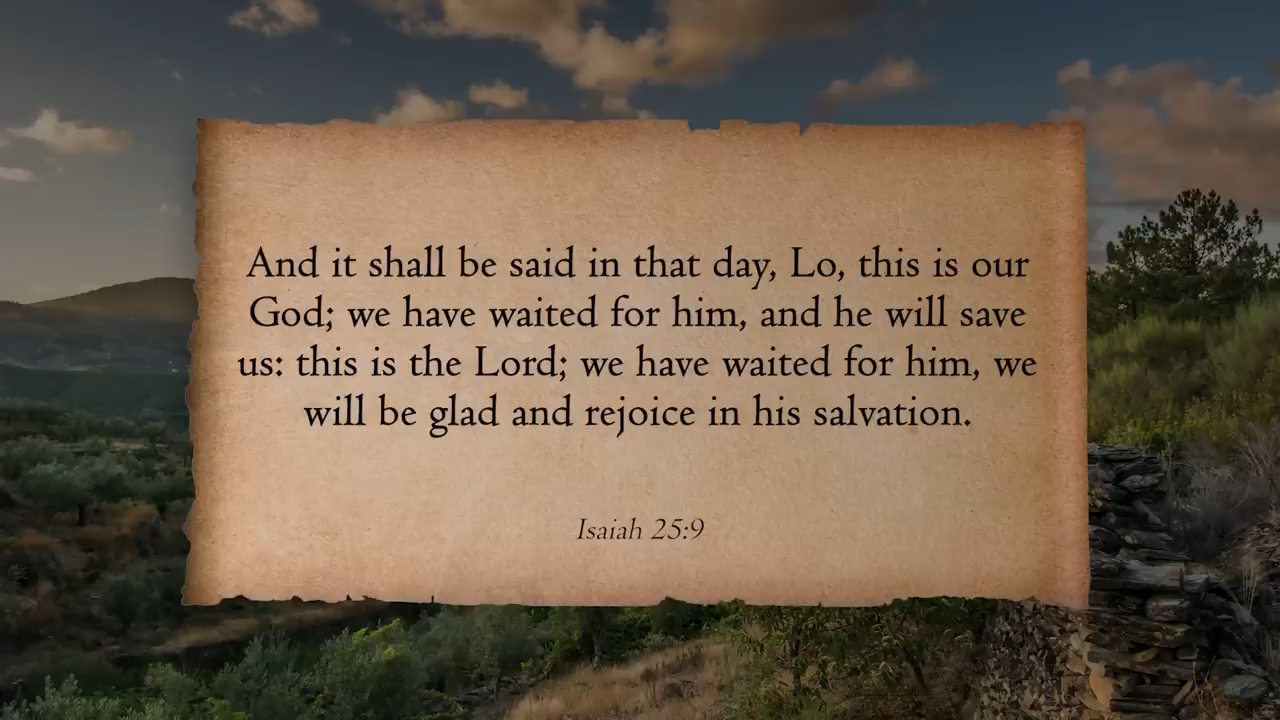 And it shall be said in that day, Lo, this is our
God; we have waited for him, and he will save
us: this is the Lord; we have waited for him, we
will be glad and rejoice in his salvation.
Isaiah 25:9